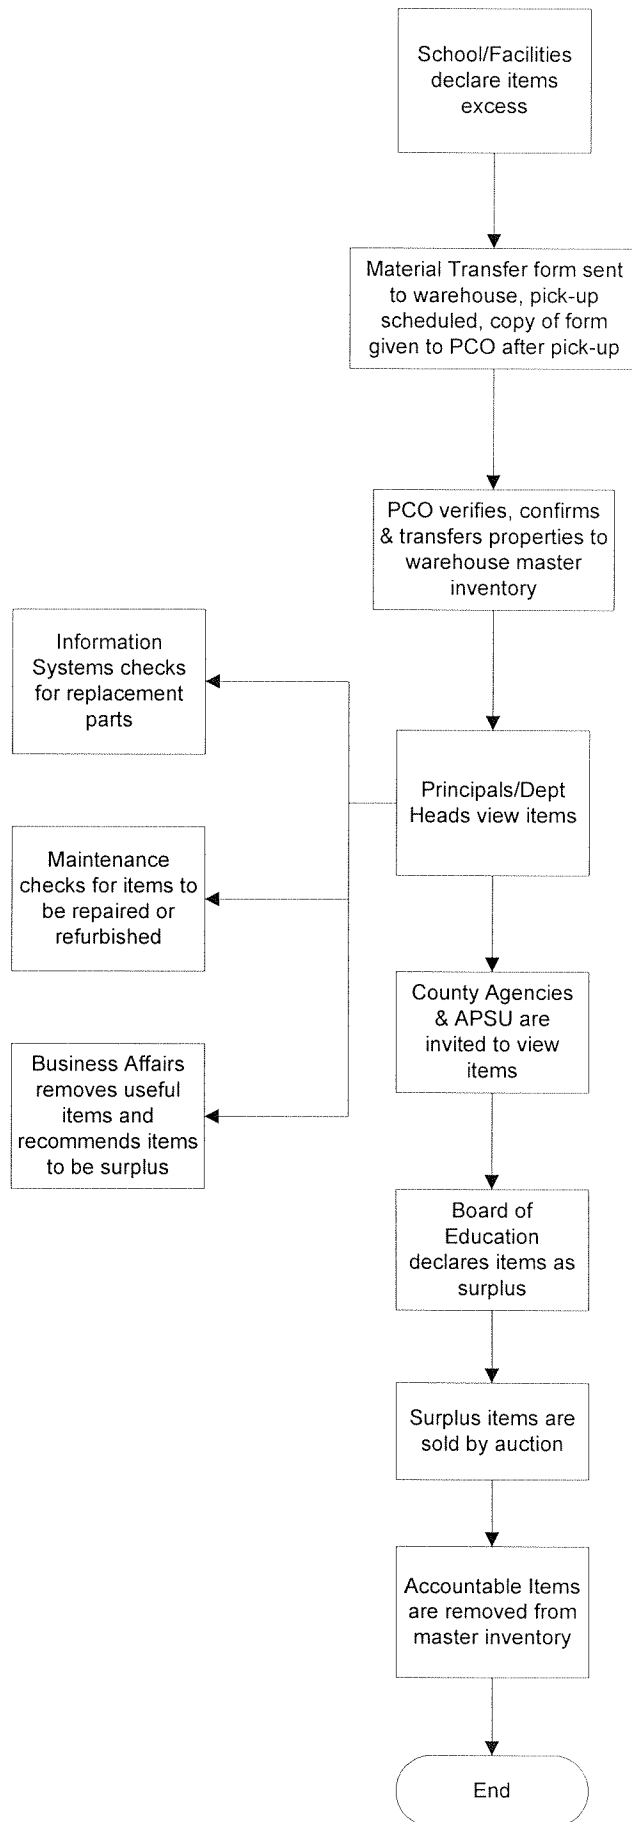 School/Facilities
declare items
excess
Material Transfer form sent
to warehouse, pick-up
scheduled, copy of form
given to PCO after pick-up
PCO verifies, confirms
& transfers properties to
warehouse master
inventory
Information
Systems checks
for replacement
parts
Principals/Dept
Heads view items
Maintenance
checks for items to
be repaired or
refurbished
County Agencies
& APSU are
invited to view
items
Business Affairs
removes useful
items and
recommends items
to be surplus
Board of
Education
declares items as
surplus
Surplus items are
sold by auction
Accountable Items
are removed from
master inventory
End